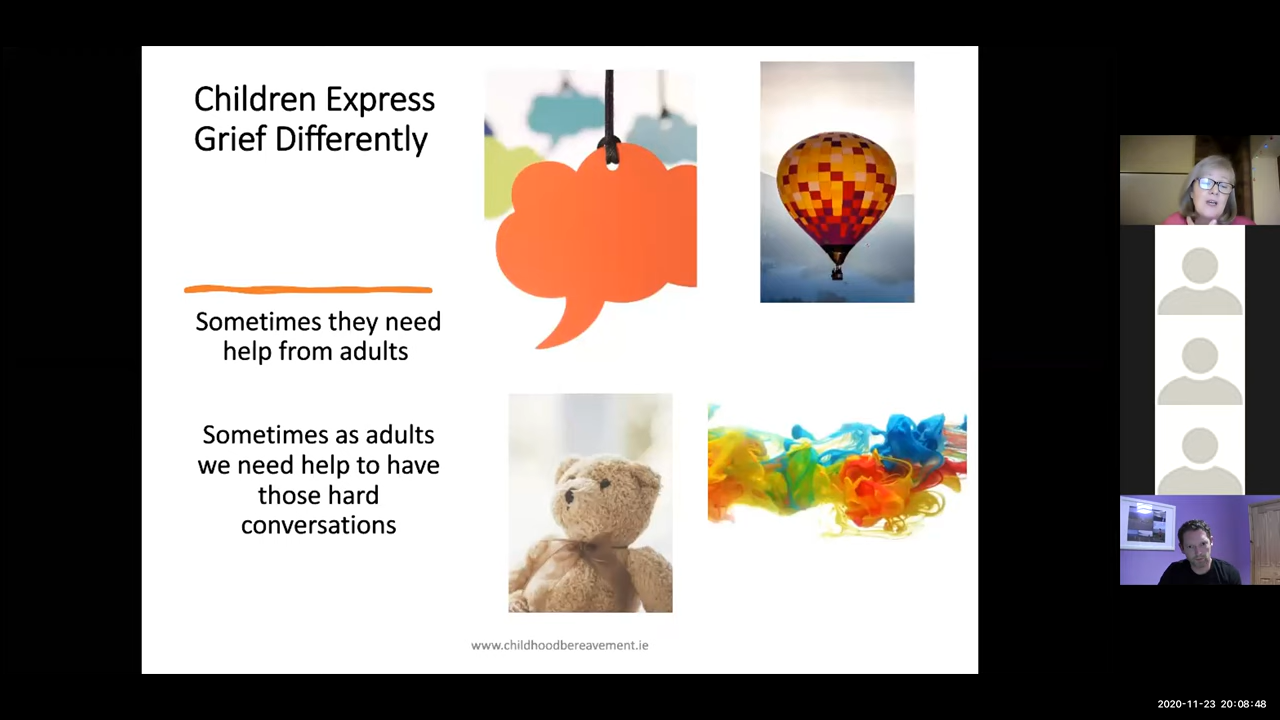 Children Express
Grief Differently
Sometimes they need
help from adults
Sometimes as adults
we need help to have
those hard
conversations
www.childhoodbereavement.ie
2020-11-23 20:08:48